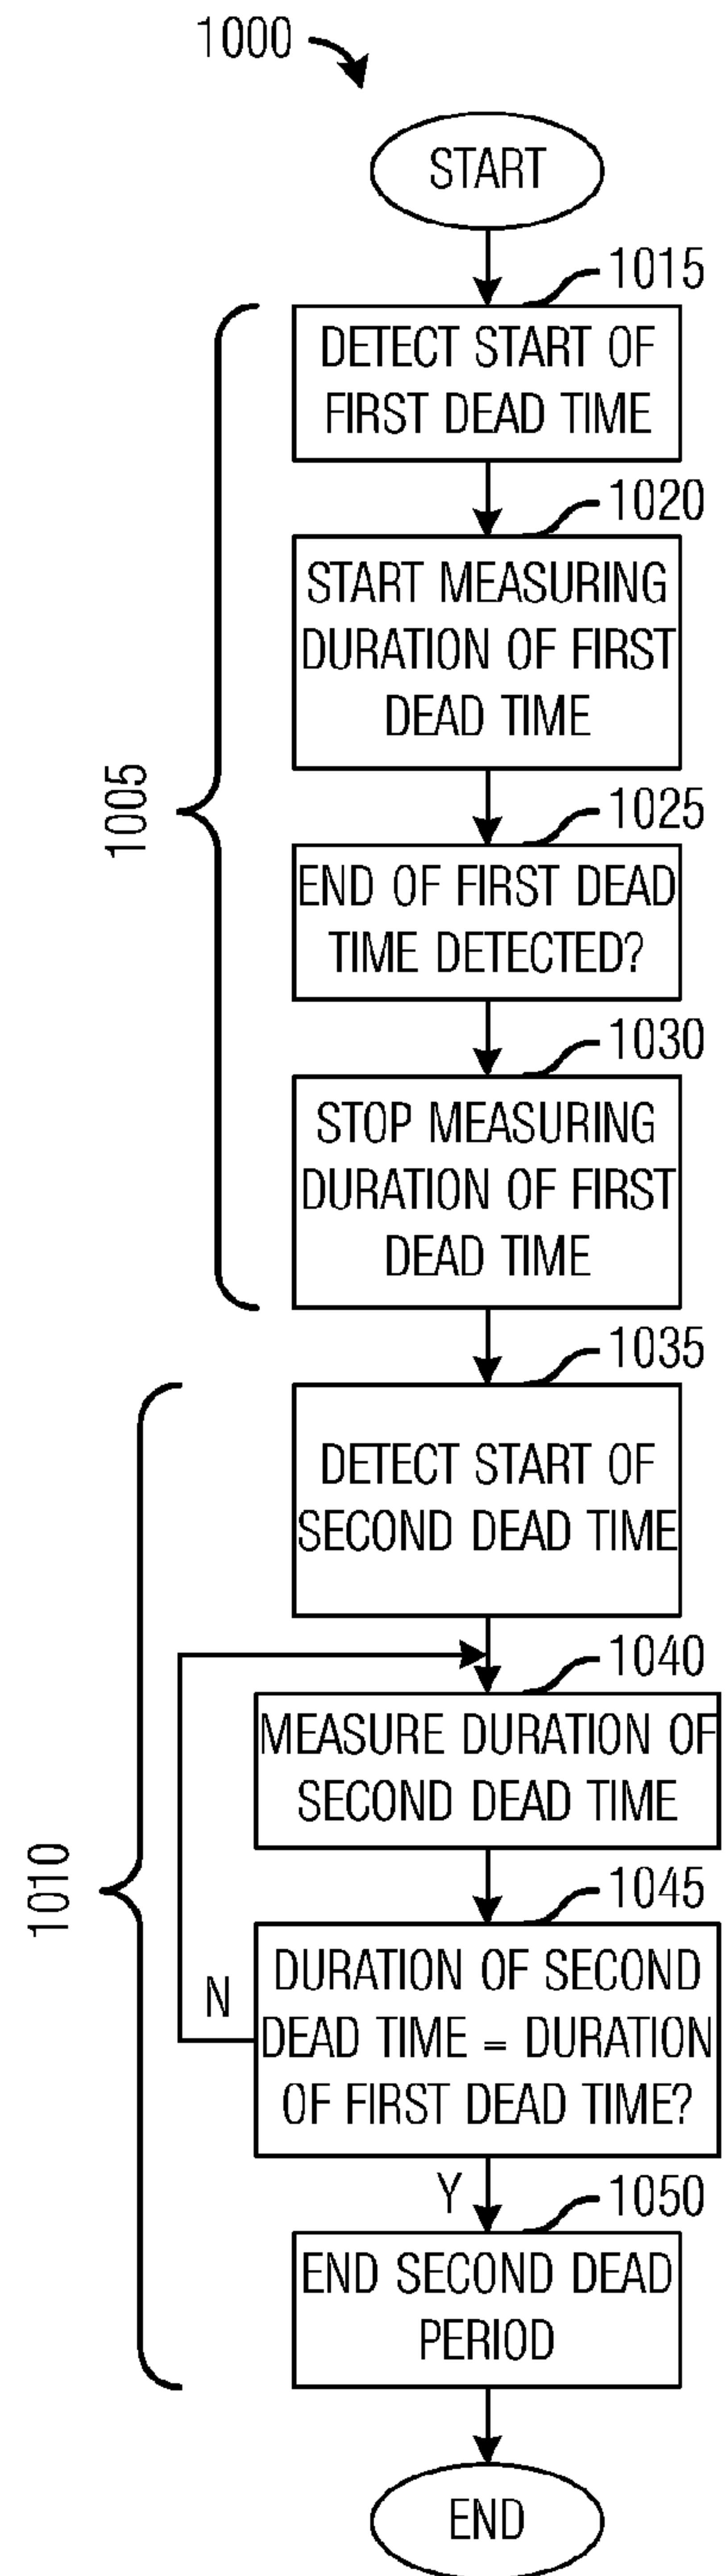 1000
START
1015
DETECT START OF
FIRST DEAD TIME
1020
START MEASURING
DURATION OF FIRST
DEAD TIME
1005
1025
END OF FIRST DEAD
TIME DETECTED?
1030
STOP MEASURING
DURATION OF FIRST
DEAD TIME
1035
DETECT START OF
SECOND DEAD TIME
1040
MEASURE DURATION OF
SECOND DEAD TIME
1010
1045
DURATION OF SECOND
DEAD TIME = DURATION
OF FIRST DEAD TIME?
N
Y
1050
END SECOND DEAD
PERIOD
END